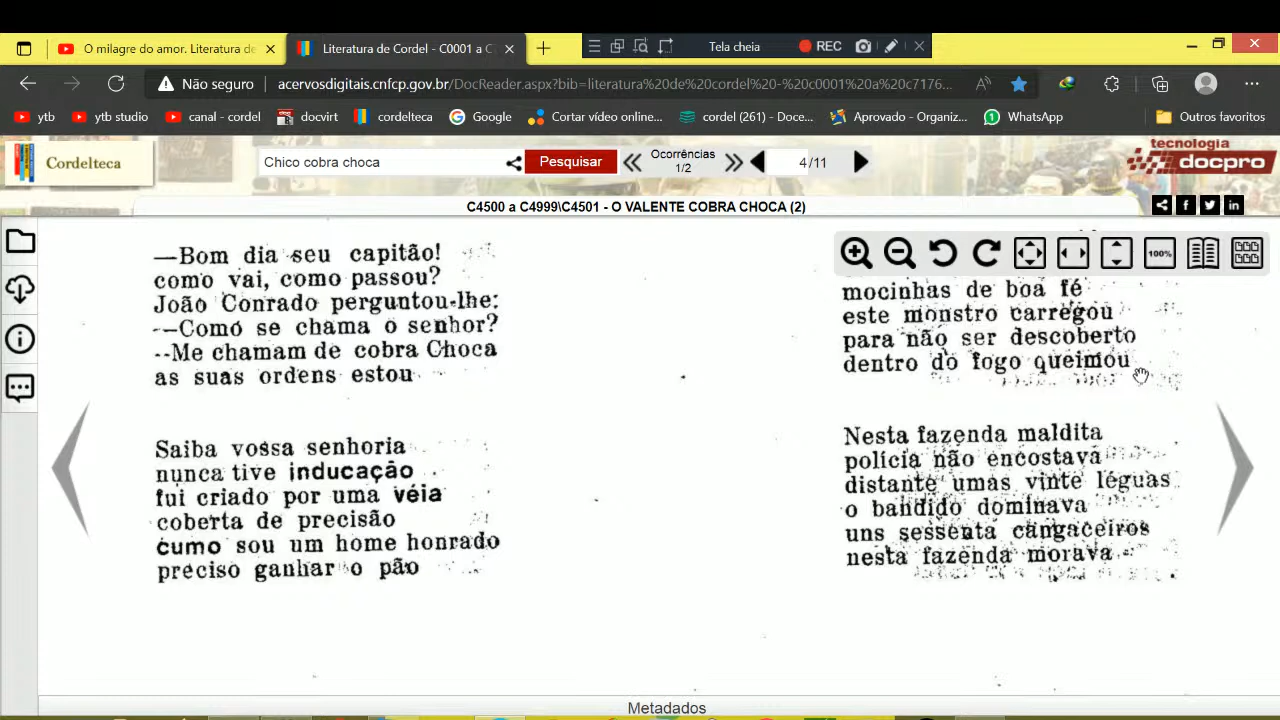 O milagre do amor. Literatura de
Literatura de Cordel - C0001 a C
Tela cheia
REC
Não seguro
acervosdigitais.cnfcp.gov.br/DocReader.aspx?bib=literatura%20de%20cordel%20-%20c0001%20a%20c7176...
ytb
ytb studio
canal - cordel
docvirt
cordelteca
Google
Cortar vídeo online...
cordel (261) - Doce...
Aprovado - Organiz...
WhatsApp
Outros favoritos
Cordelteca
Chico cobra choca
Pesquisar
Ocorrências
1/2
4/11
tecnologia
docpro
C4500 a C4999\C4501 - O VALENTE COBRA CHOCA (2)
100%
—Bom dia seu capitão!
como vai, como passou?
João Conrado perguntou-lhe:
--Como se chama o senhor?
--Me chamam de cobra Choca
as suas ordens estou
Saiba vossa senhoria
nunca tive inducação
fui criado por uma véia
coberta de precisão
cumo sou um home honrado
preciso ganhar o pão
mocinhas de boa fé
este monstro carregou
para não ser descoberto
dentro do fogo queimou
Nesta fazenda maldita
polícia não encostava
distante umas vinte léguas
o bandido dominava
uns sessenta cangaceiros
nesta fazenda morava
Metadados